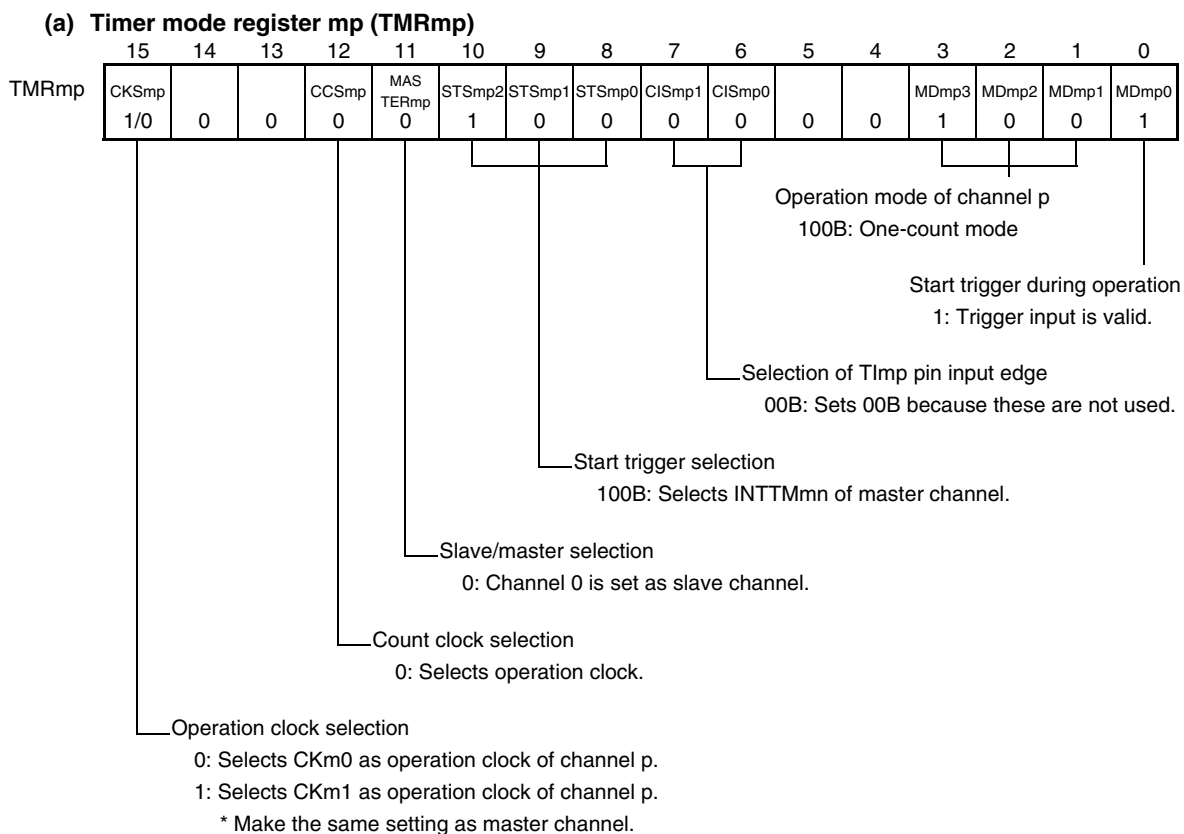 (a) Timer mode register mp (TMRmp)
15 14 13 12 11 10 9 8 7 6 5 4 3 2 1 0
TMRmp CKSmp CCSmp MAS TERmp STSmp2 STSmp1 STSmp0 CISmp1 CISmp0 MDmp3 MDmp2 MDmp1 MDmp0
1/0 0 0 0 0 1 0 0 0 0 0 0 1 0 0 1
Operation mode of channel p
100B: One-count mode
Start trigger during operation
1: Trigger input is valid.
Selection of TImp pin input edge
00B: Sets 00B because these are not used.
Start trigger selection
100B: Selects INTTMmn of master channel.
Slave/master selection
0: Channel 0 is set as slave channel.
Count clock selection
0: Selects operation clock.
Operation clock selection
0: Selects CKm0 as operation clock of channel p.
1: Selects CKm1 as operation clock of channel p.
* Make the same setting as master channel.